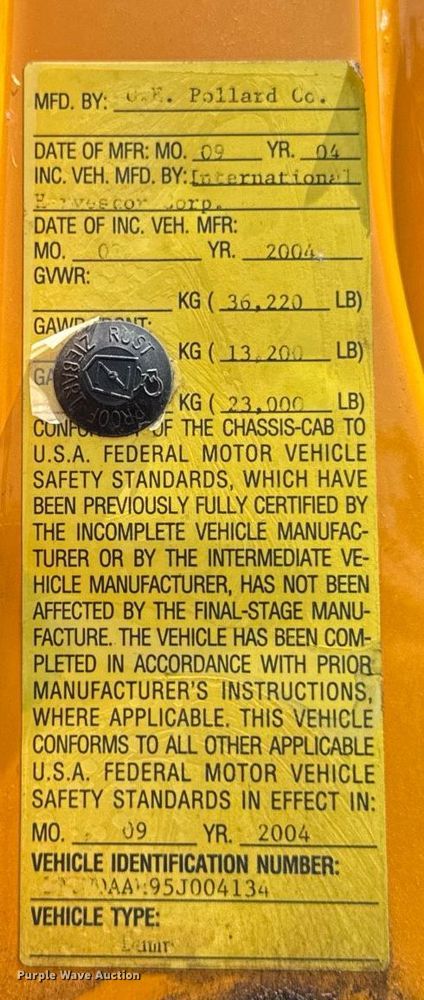 MFD. BY: Pollard Co.
DATE OF MFR: MO. 09 YR. 04
INC. VEH. MFD. BY: International
DATE OF INC. VEH. MFR:
MO. YR. 2004
GVWR:
KG ( 36,220 LB)
KG ( 13,200 LB)
KG ( 23,000 LB)
ZIEBART RUST PROOF
OF THE CHASSIS-CAB TO
U.S.A. FEDERAL MOTOR VEHICLE
SAFETY STANDARDS, WHICH HAVE
BEEN PREVIOUSLY FULLY CERTIFIED BY
THE INCOMPLETE VEHICLE MANUFAC-
TURER OR BY THE INTERMEDIATE VE-
HICLE MANUFACTURER, HAS NOT BEEN
AFFECTED BY THE FINAL-STAGE MANU-
FACTURE. THE VEHICLE HAS BEEN COM-
PLETED IN ACCORDANCE WITH PRIOR
MANUFACTURER'S INSTRUCTIONS,
WHERE APPLICABLE. THIS VEHICLE
CONFORMS TO ALL OTHER APPLICABLE
U.S.A. FEDERAL MOTOR VEHICLE
SAFETY STANDARDS IN EFFECT IN:
MO. 09 YR. 2004
VEHICLE IDENTIFICATION NUMBER:
VEHICLE TYPE:
Purple Wave Auction